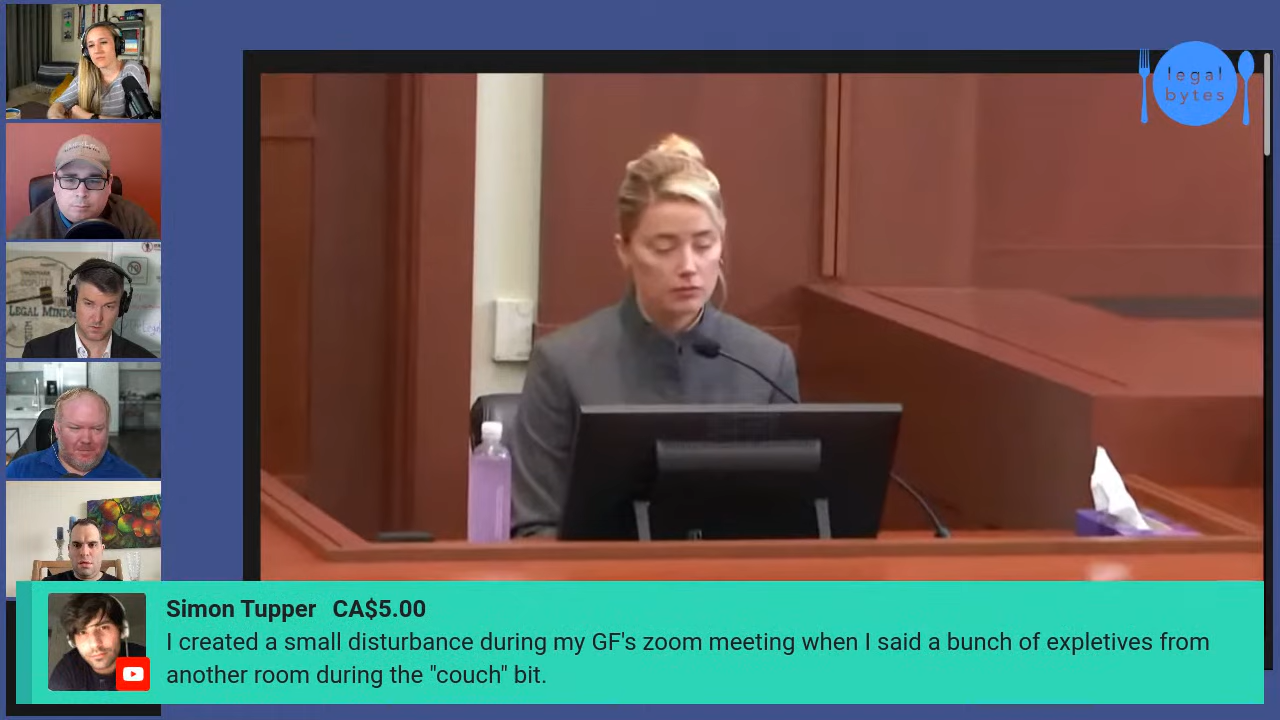 legal
bytes
LEGAL MINDS
Simon Tupper CA$5.00
I created a small disturbance during my GF's zoom meeting when I said a bunch of expletives from
another room during the "couch" bit.